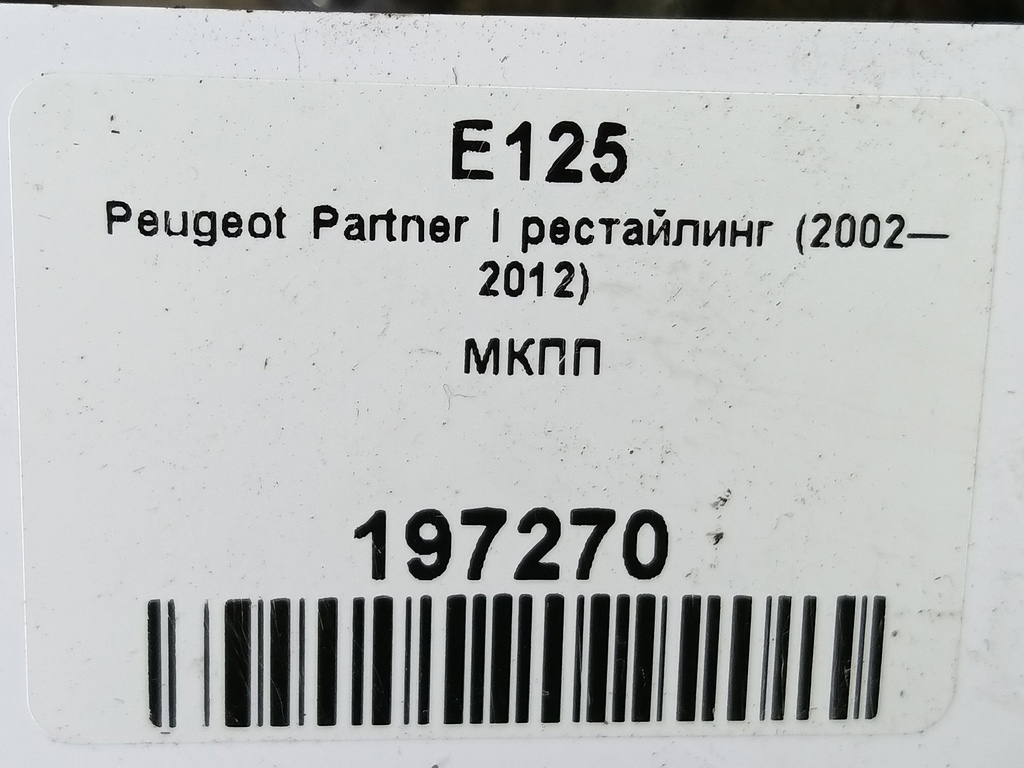 E125
Peugeot Partner I рестайлинг (2002—
2012)
МКПП
197270